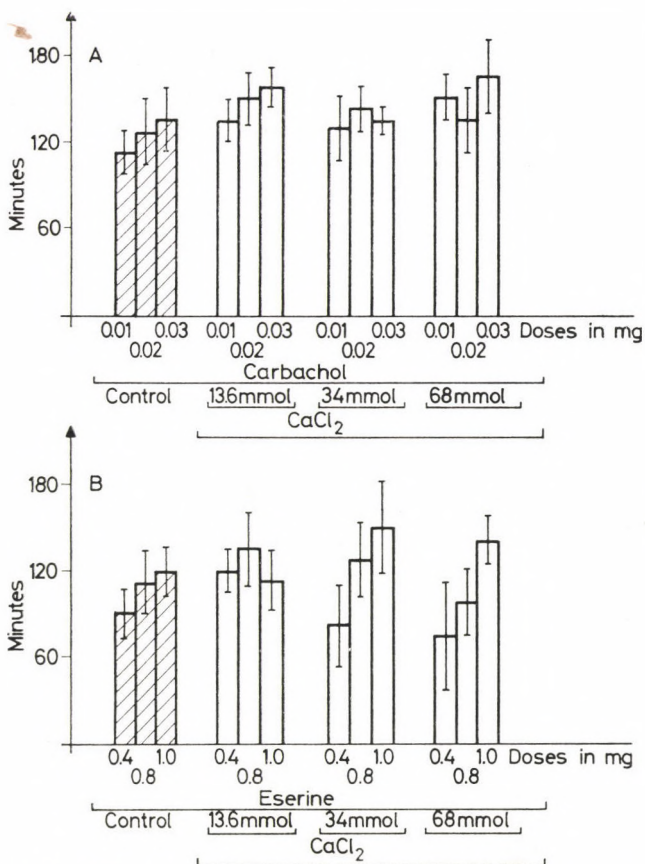 180
A
120
Minutes
60
0.01 0.03 0.01 0.03 0.01 0.03 0.01 0.03 Doses in mg
0.02 0.02 0.02 0.02
Carbachol
Control 13.6mmol 34mmol 68mmol
CaCl₂
180
B
120
Minutes
60
0.4 1.0 0.4 1.0 0.4 1.0 0.4 1.0 Doses in mg
0.8 0.8 0.8 0.8
Eserine
Control 13.6mmol 34mmol 68mmol
CaCl₂